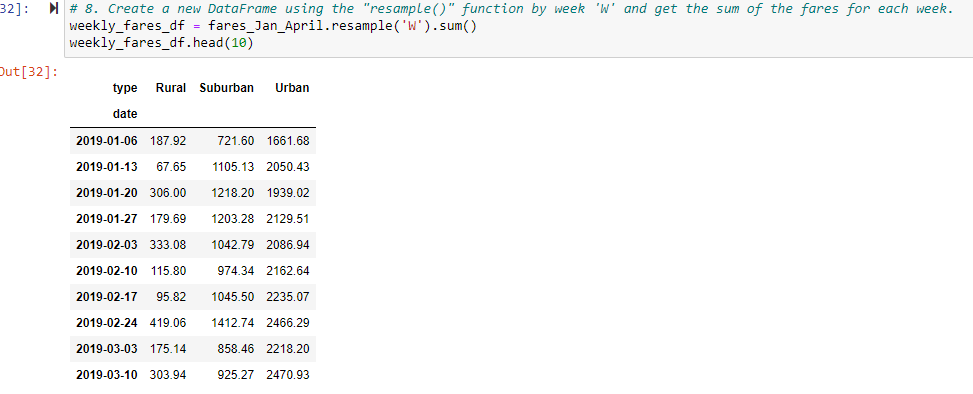 32]: # 8. Create a new DataFrame using the "resample()" function by week 'W' and get the sum of the fares for each week.
weekly_fares_df = fares_Jan_April.resample('W').sum()
weekly_fares_df.head(10)
Out[32]:
type Rural Suburban Urban
date
2019-01-06 187.92 721.60 1661.68
2019-01-13 67.65 1105.13 2050.43
2019-01-20 306.00 1218.20 1939.02
2019-01-27 179.69 1203.28 2129.51
2019-02-03 333.08 1042.79 2086.94
2019-02-10 115.80 974.34 2162.64
2019-02-17 95.82 1045.50 2235.07
2019-02-24 419.06 1412.74 2466.29
2019-03-03 175.14 858.46 2218.20
2019-03-10 303.94 925.27 2470.93